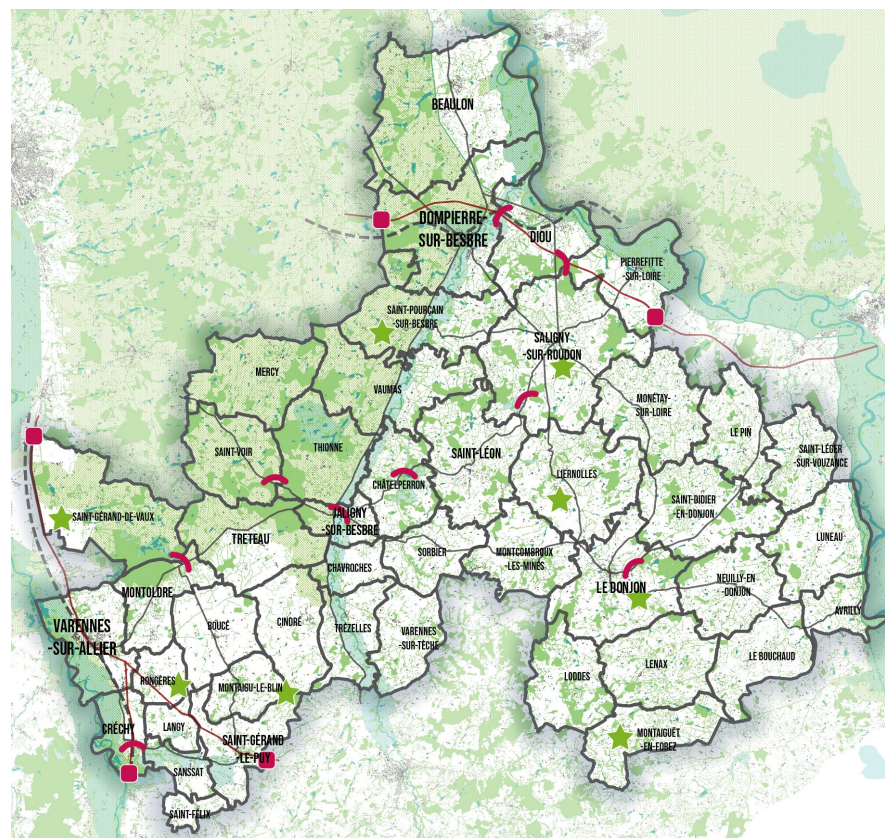 BEAULON
DOMPIERRE-
SUR-BESBRE
DIOU
PIERREFITTE
-SUR-LOIRE
SAINT-POURÇAIN
-SUR-BESBRE
SALIGNY
-SUR-ROUDON
MERCY
VAUMAS
MONÉTAY-
SUR-LOIRE
LE PIN
SAINT-VOIR
THIONNE
SAINT-LÉON
SAINT-LÉGER
-SUR-VOUZANCE
CHÂTELPERRON
LIERNOLLES
SAINT-DIDIER
-EN-DONJON
SAINT-GÉRAND-DE-VAUX
JALIGNY
-SUR-BESBRE
TRETEAU
LUNEAU
SORBIER
MONTCOMBROUX
-LES-MINES
CHAVROCHES
NEUILLY-EN
-DONJON
LE DONJON
MONTOLDRE
AVRILLY
VARENNES
-SUR-ALLIER
BOUCÉ
CINDRÉ
TRÉZELLES
VARENNES
-SUR-TÈCHE
LE BOUCHAUD
LENAX
LODDES
RONGÈRES
MONTAIGU-LE-BLIN
CRÉCHY
LANGY
SAINT-GÉRAND
-LE-PUY
MONTAIGUËT
-EN-FOREZ
SANSSAT
SAINT-FÉLIX